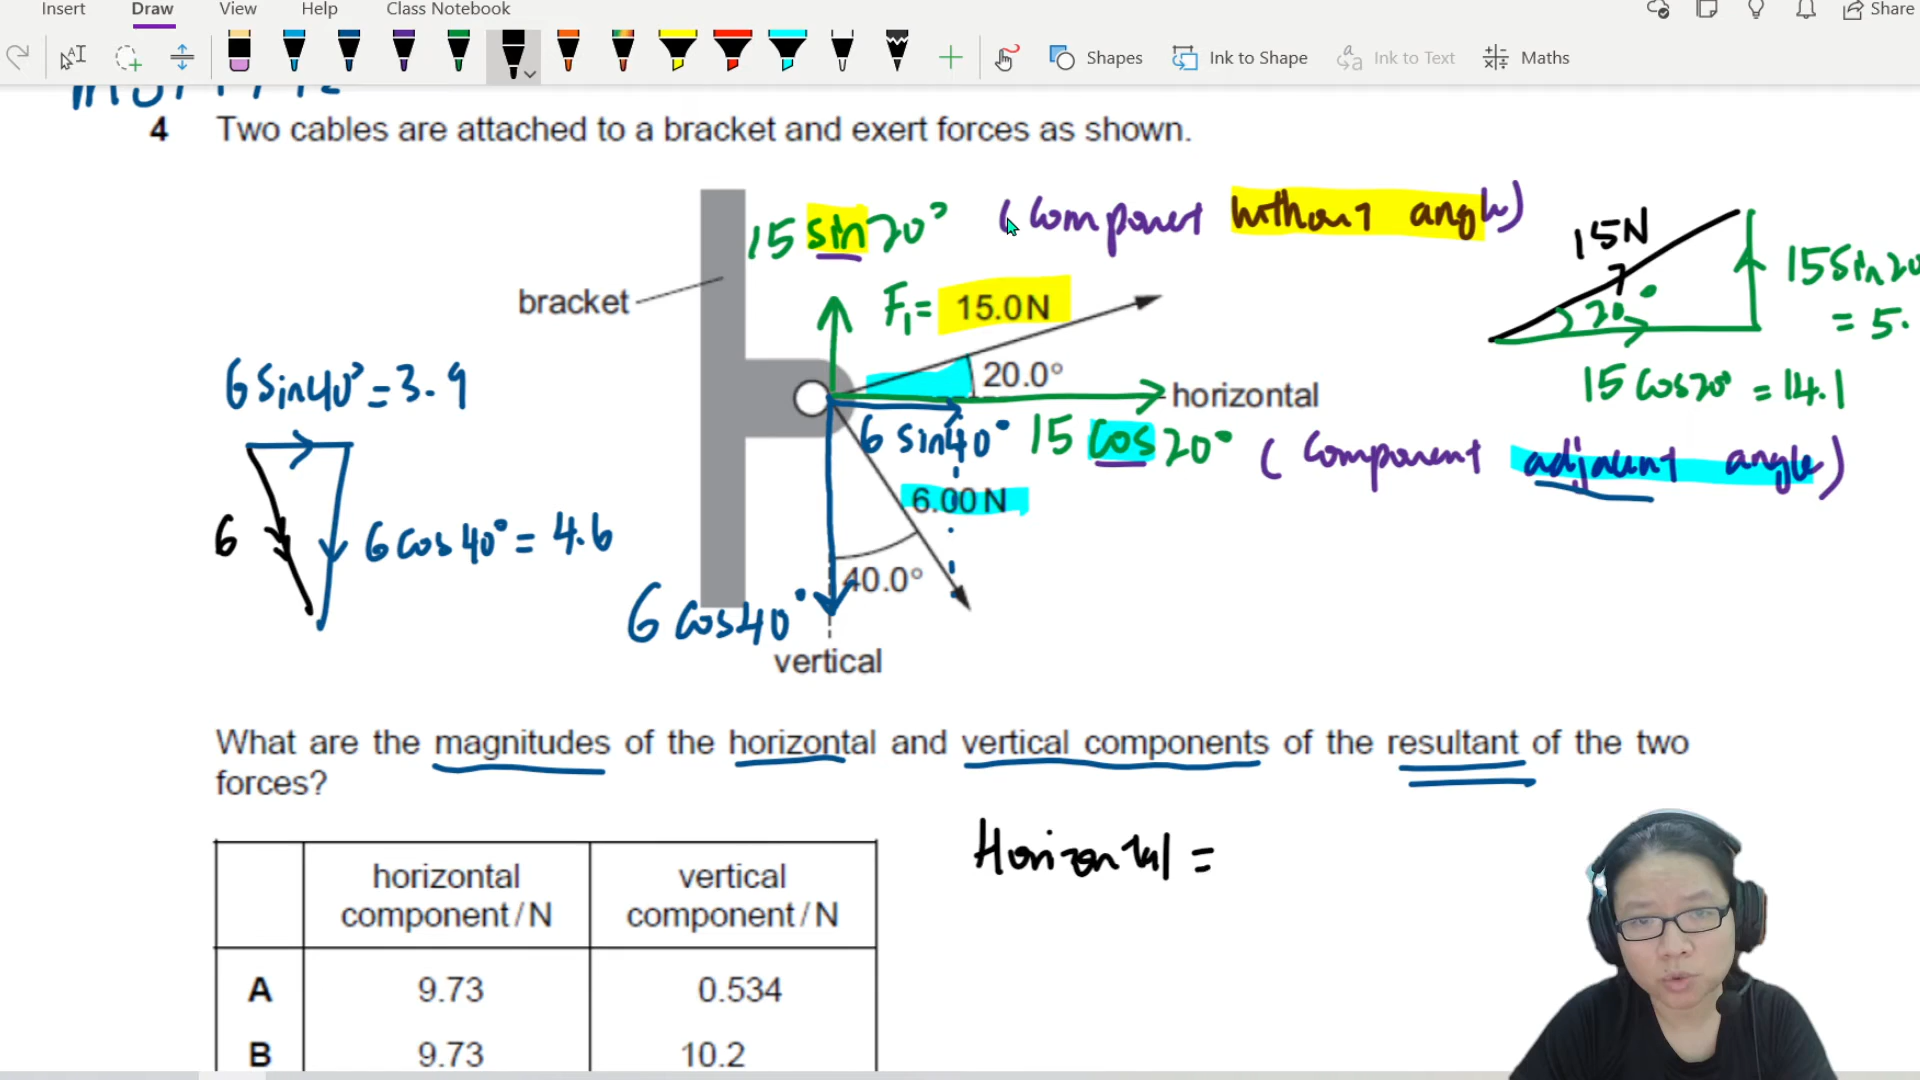 Insert Draw View Help Class Notebook Share
Shapes Ink to Shape Ink to Text Maths
4 Two cables are attached to a bracket and exert forces as shown.
15 sin 20° (Component without angle)
15N
15 sin 20
= 5.
20°
15 cos 20° = 14.1
bracket
F₁ = 15.0 N
20.0°
horizontal
6 sin 40° = 3.9
6 sin 40° 15 cos 20° (Component adjacent angle)
6.00 N
6
6 cos 40° = 4.6
40.0°
6 cos 40°
vertical
What are the magnitudes of the horizontal and vertical components of the resultant of the two
forces?
Horizontal =
horizontal component / N vertical component / N
A 9.73 0.534
B 9.73 10.2